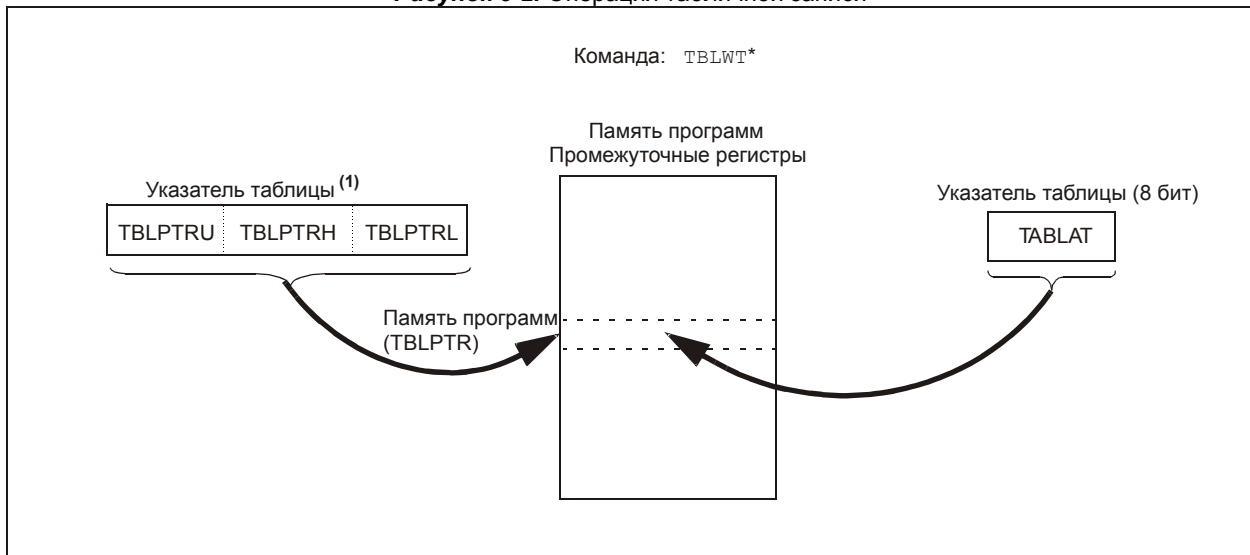 Команда: TBLWT*
Память программ
Промежуточные регистры
Указатель таблицы (1)
TBLPTRU TBLPTRH TBLPTRL
Указатель таблицы (8 бит)
TABLAT
Память программ
(TBLPTR)